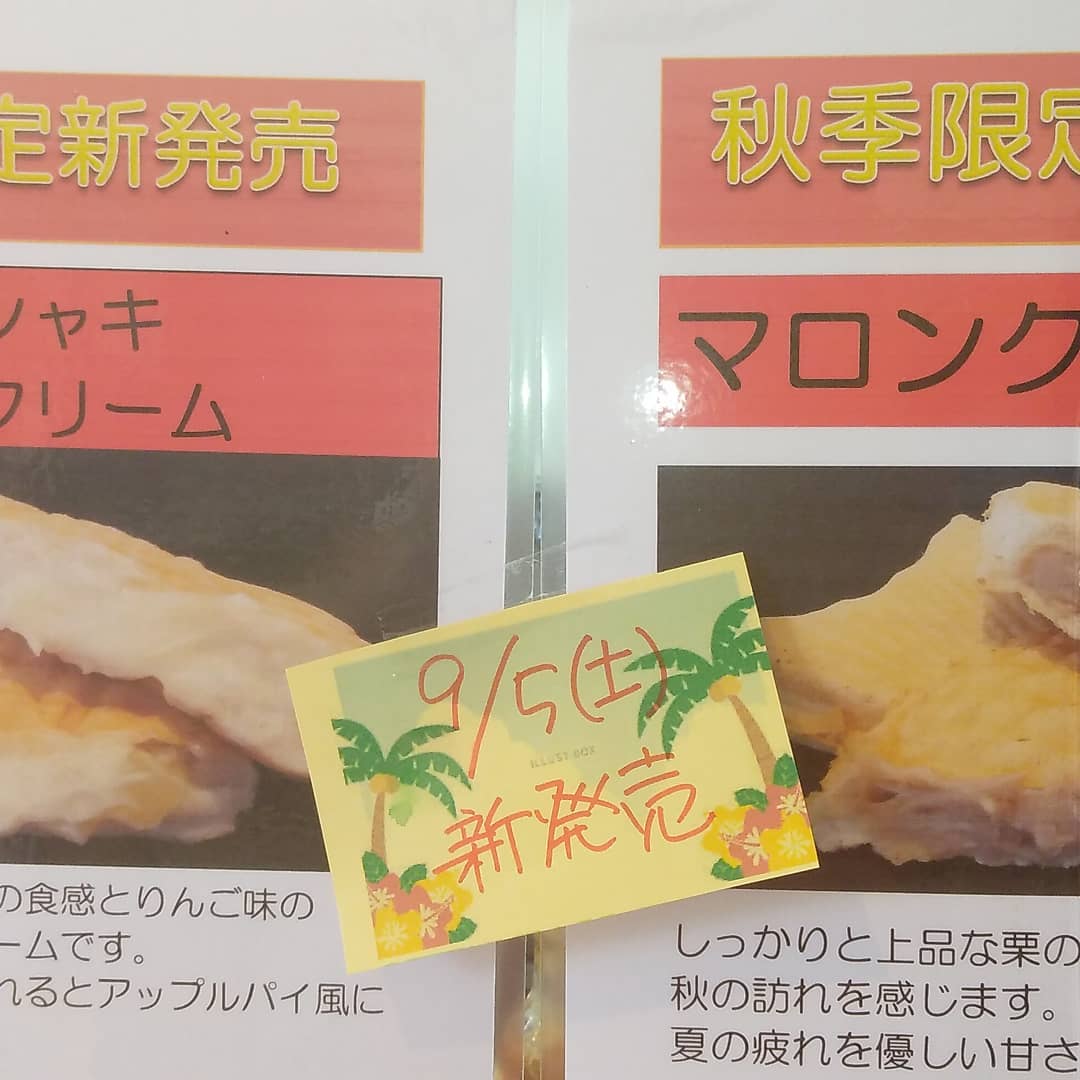 定新発売
シャキ
クリーム
の食感とりんご味の
ームです。
れるとアップルパイ風に
9/5(土)
ILLUST BOX
新発売
秋季限定
マロンク
しっかりと上品な栗の
秋の訪れを感じます。
夏の疲れを優しい甘さ